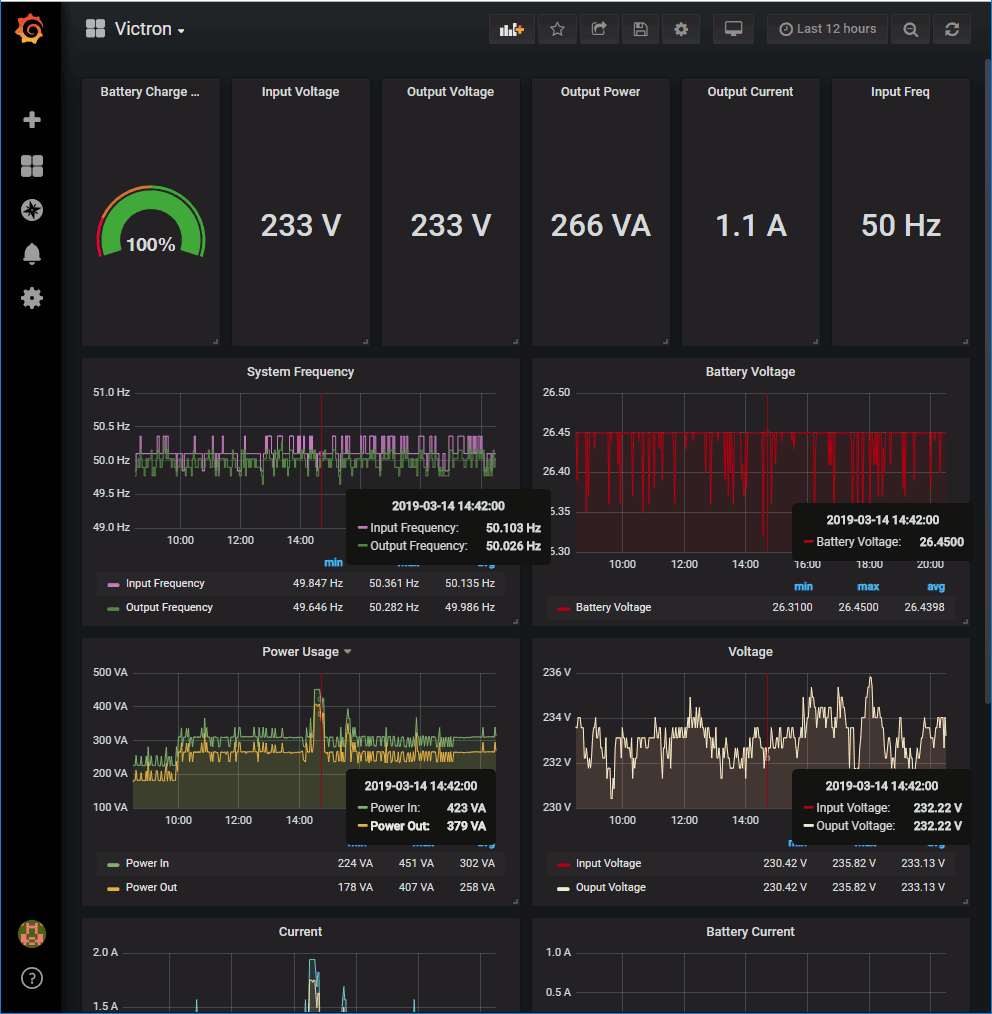 Victron
Last 12 hours
Battery Charge ...
Input Voltage
Output Voltage
Output Power
Output Current
Input Freq
100%
233 V
233 V
266 VA
1.1 A
50 Hz
System Frequency
51.0 Hz
50.5 Hz
50.0 Hz
49.5 Hz
49.0 Hz
10:00 12:00 14:00
2019-03-14 14:42:00
Input Frequency: 50.103 Hz
Output Frequency: 50.026 Hz
min max avg
Input Frequency 49.847 Hz 50.361 Hz 50.135 Hz
Output Frequency 49.646 Hz 50.282 Hz 49.986 Hz
Battery Voltage
26.50
26.45
26.40
5.35
5.30
10:00 12:00 14:00 16:00 18:00 20:00
2019-03-14 14:42:00
Battery Voltage: 26.4500
min max avg
Battery Voltage 26.3100 26.4500 26.4398
Power Usage
500 VA
400 VA
300 VA
200 VA
100 VA
10:00 12:00 14:00
2019-03-14 14:42:00
Power In: 423 VA
Power Out: 379 VA
min max avg
Power In 224 VA 451 VA 302 VA
Power Out 178 VA 407 VA 258 VA
Voltage
236 V
234 V
232 V
230 V
10:00 12:00 14:00
2019-03-14 14:42:00
Input Voltage: 232.22 V
Ouput Voltage: 232.22 V
min max avg
Input Voltage 230.42 V 235.82 V 233.13 V
Ouput Voltage 230.42 V 235.82 V 233.13 V
Current
2.0 A
1.5 A
Battery Current
1.0 A
0.5 A
?